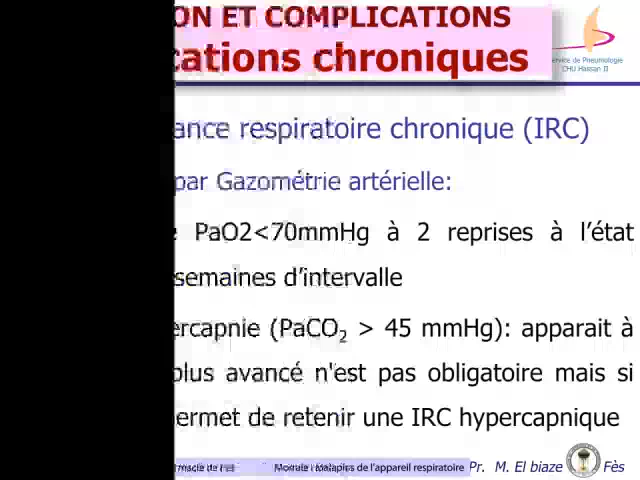 ON ET COMPLICATIONS
cations chroniques
Service de Pneumologie
CHU Hassan II
ance respiratoire chronique (IRC)
par Gazométrie artérielle:
PaO2<70mmHg à 2 reprises à l’état
semaines d’intervalle
ercapnie (PaCO2 > 45 mmHg): apparait à
plus avancé n'est pas obligatoire mais si
ermet de retenir une IRC hypercapnique
de l'appareil respiratoire Pr. M. El biaze Fès